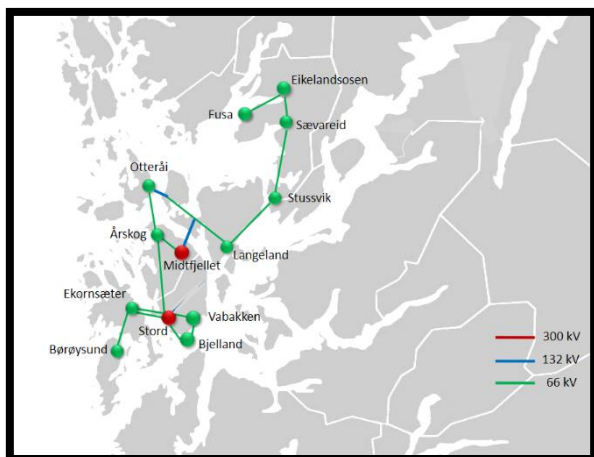 Eikelandsosen
Fusa
Sævareid
Otteråi
Stussvik
Årskog
Langeland
Midtfjellet
Ekornsæter
Vabakken
Stord
Bjelland
Børøysund
300 kV
132 kV
66 kV